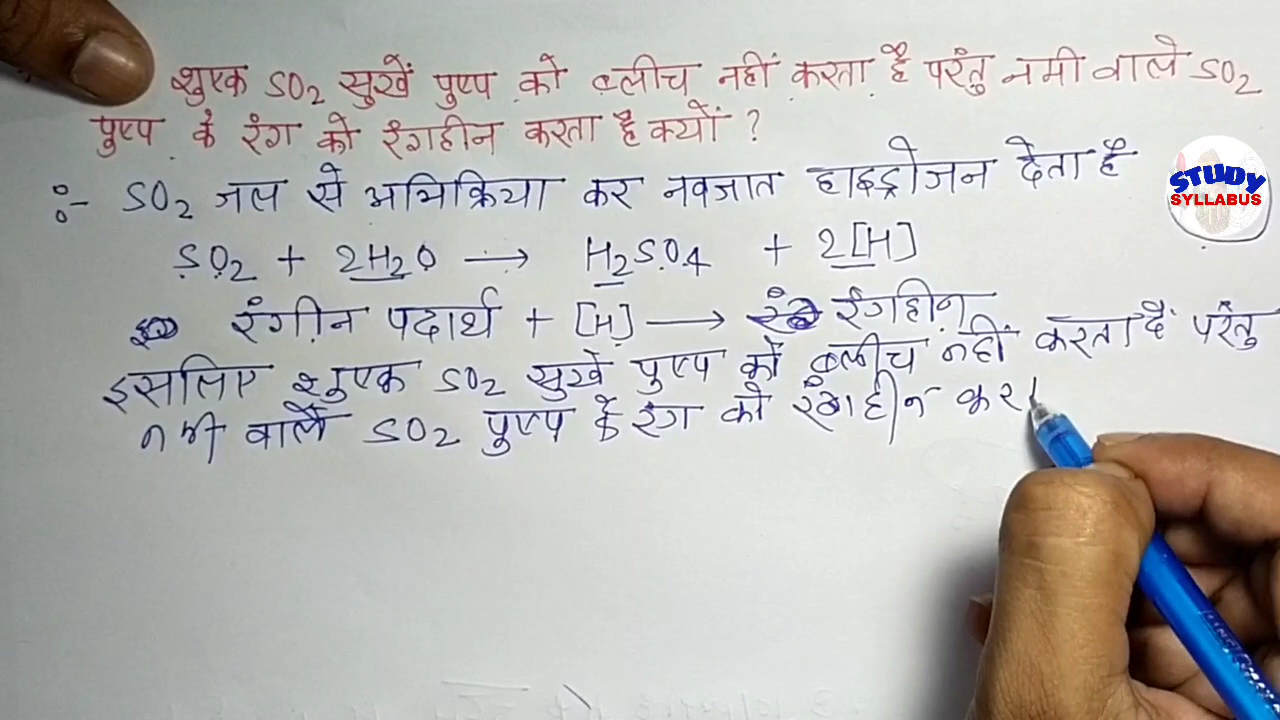 शुष्क SO2 सुखें पुष्प को ब्लीच नहीं करता है परंतु नमी वाले SO2
पुष्प के रंग को रंगहीन करता है क्यों ?
:- SO2 जल से अभिक्रिया कर नवजात हाइड्रोजन देता है
SO2 + 2H2O → H2SO4 + 2[H]
रंगीन पदार्थ + [H] → रंगहीन
इसलिए शुष्क SO2 सुखें पुष्प को ब्लीच नहीं करता है परंतु
नमी वालें SO2 पुष्प के रंग को रंगहीन कर
STUDY
SYLLABUS